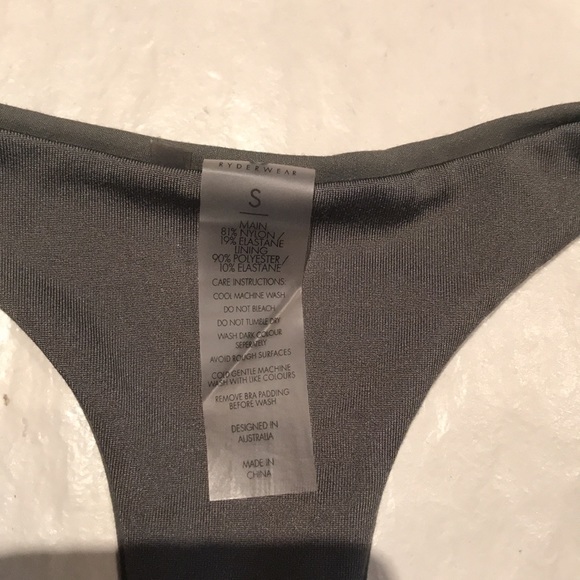 RYDERWEAR
S
MAIN
81% NYLON /
19% ELASTANE
LINING
90% POLYESTER /
10% ELASTANE
CARE INSTRUCTIONS:
COOL MACHINE WASH
DO NOT BLEACH
DO NOT TUMBLE DRY
WASH DARK COLOUR
SEPERATLY
AVOID ROUGH SURFACES
COLD GENTLE MACHINE
WASH WITH LIKE COLOURS
REMOVE BRA PADDING
BEFORE WASH
DESIGNED IN
AUSTRALIA
MADE IN
CHINA